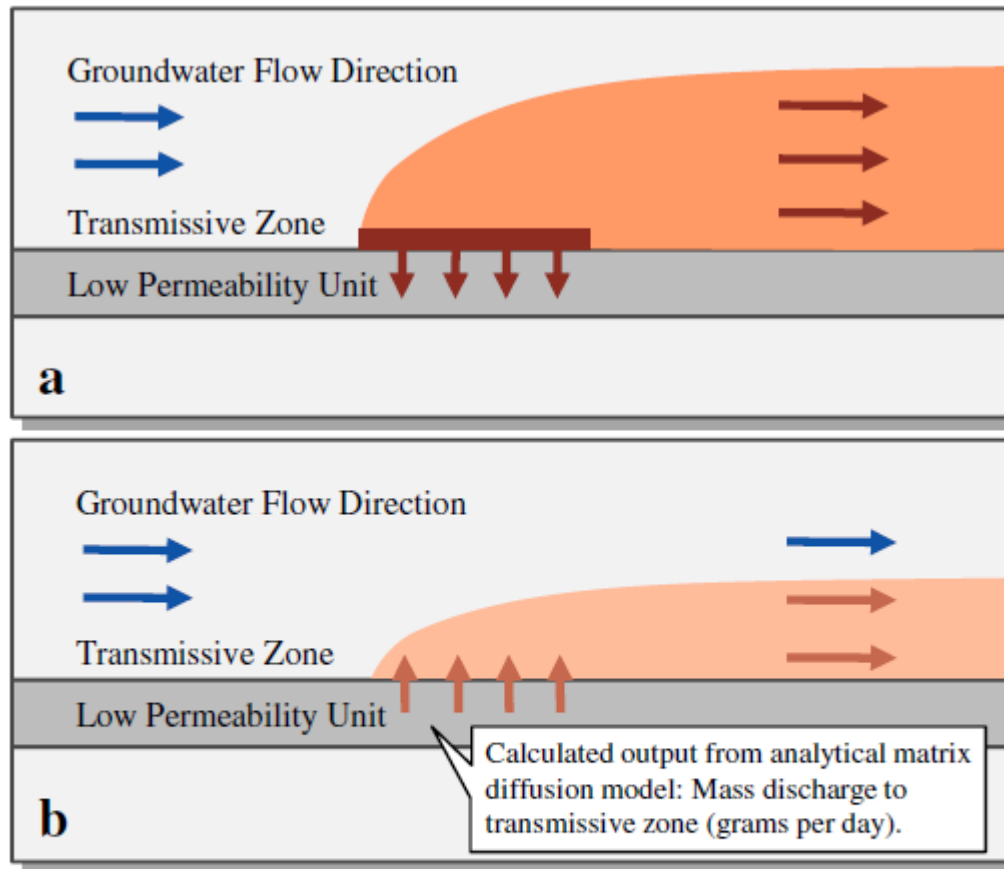 Groundwater Flow Direction
Transmissive Zone
Low Permeability Unit
a
Groundwater Flow Direction
Transmissive Zone
Low Permeability Unit
Calculated output from analytical matrix
diffusion model: Mass discharge to
transmissive zone (grams per day).
b